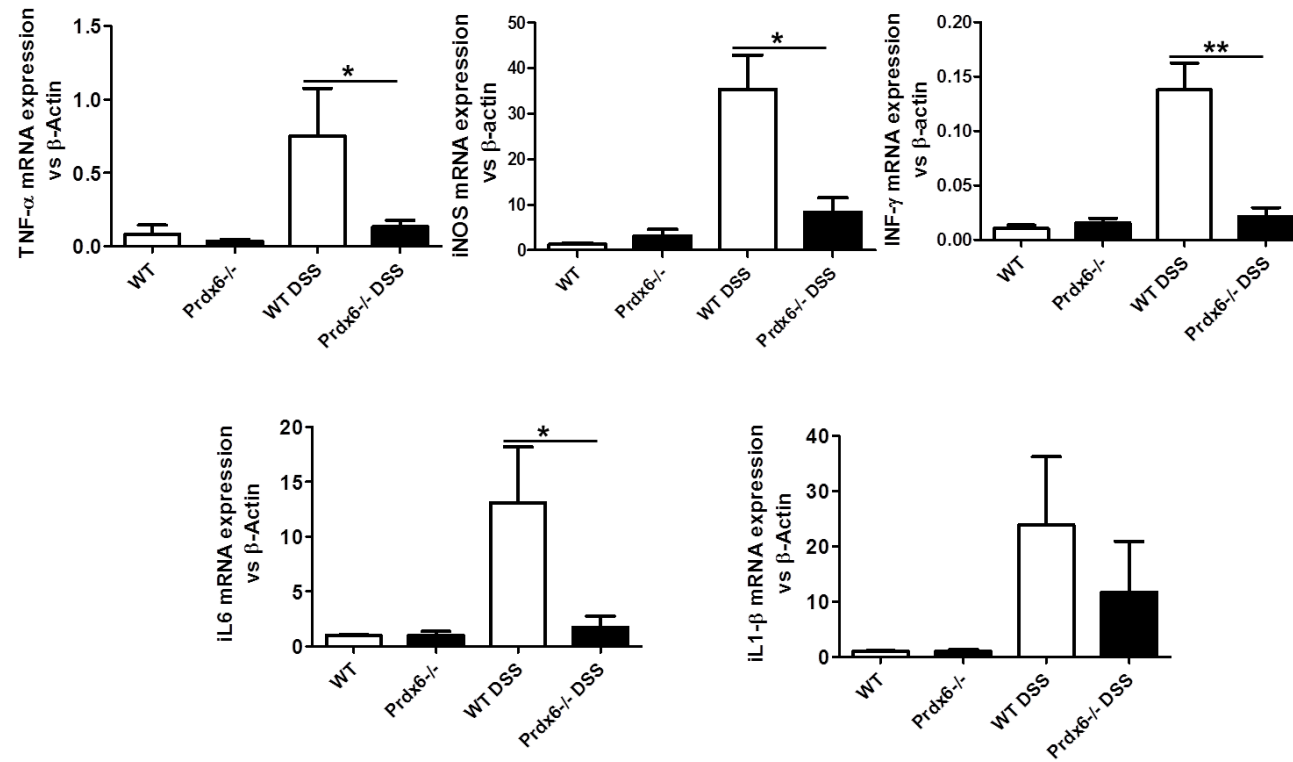 TNF-α mRNA expression
vs β-Actin
1.5
1.0
0.5
0.0
*
WT
Prdx6-/-
WT DSS
Prdx6-/- DSS
iNOS mRNA expression
vs β-actin
50
40
30
20
10
0
*
WT
Prdx6-/-
WT DSS
Prdx6-/- DSS
INF-γ mRNA expression
vs β-actin
0.20
0.15
0.10
0.05
0.00
**
WT
Prdx6-/-
WT DSS
Prdx6-/- DSS
iL6 mRNA expression
vs β-Actin
20
15
10
5
0
*
WT
Prdx6-/-
WT DSS
Prdx6-/- DSS
iL1-β mRNA expression
vs β-Actin
40
30
20
10
0
WT
Prdx6-/-
WT DSS
Prdx6-/- DSS